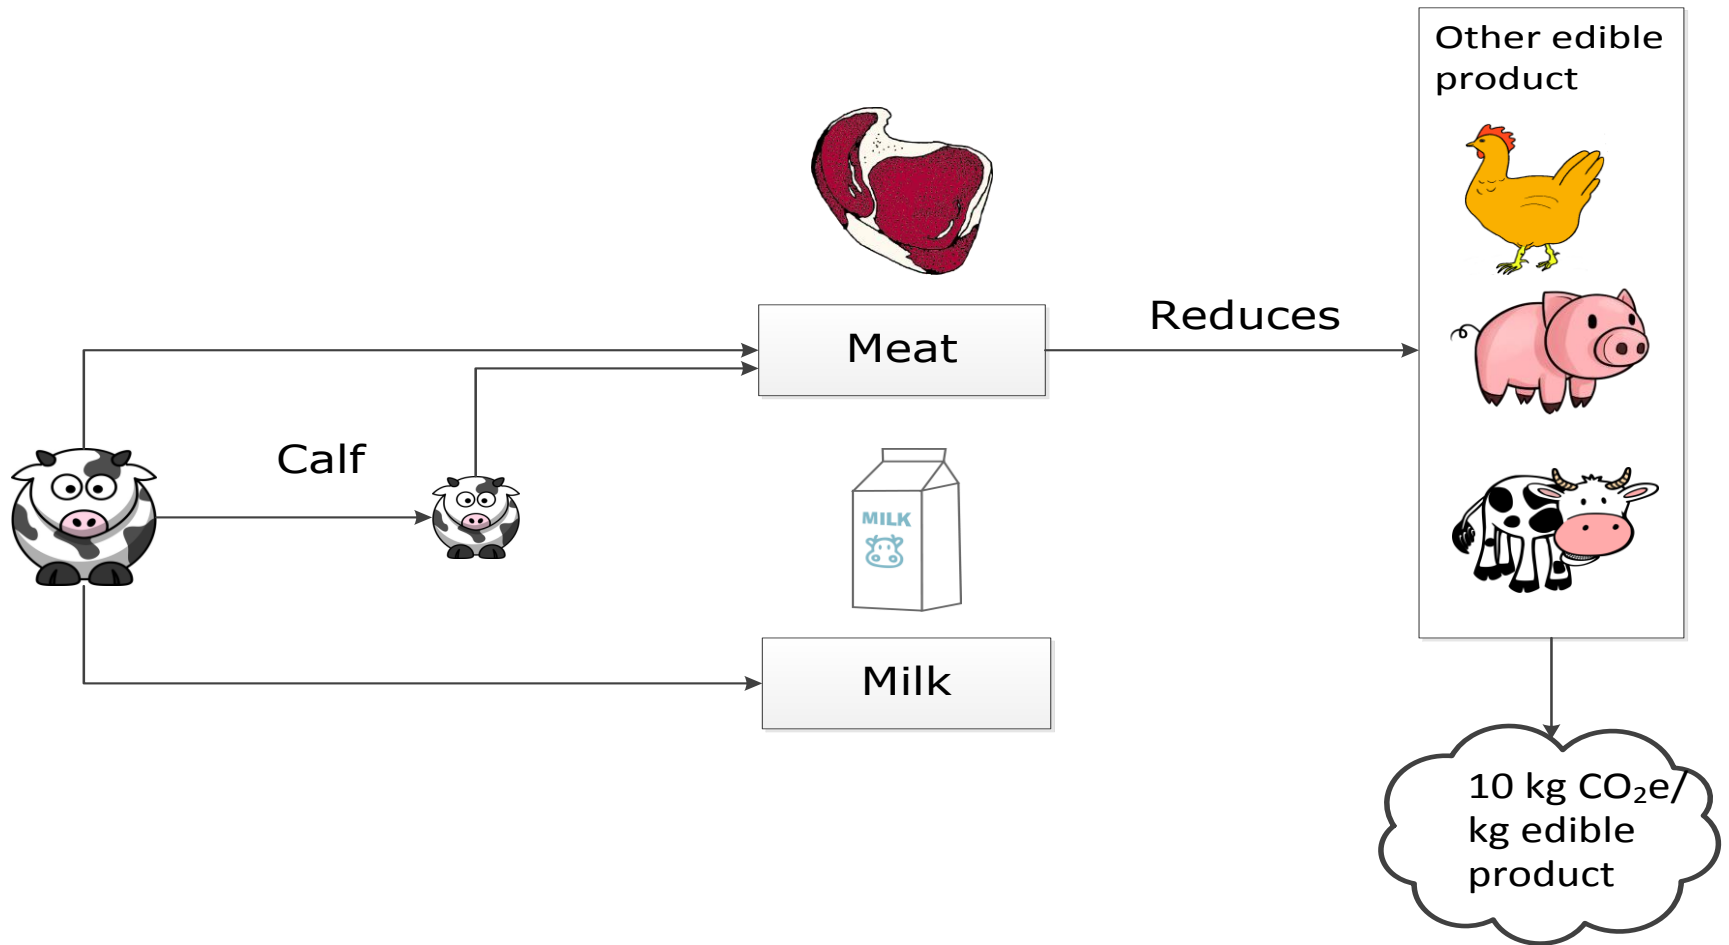 Other edible
product
Reduces
Meat
Calf
MILK
Milk
10 kg CO₂e/
kg edible
product